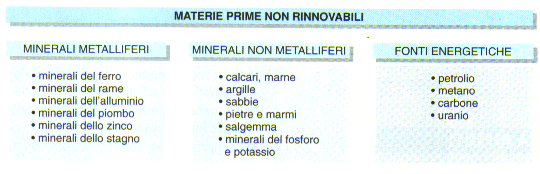 MATERIE PRIME NON RINNOVABILI
MINERALI METALLIFERI
• minerali del ferro
• minerali del rame
• minerali dell'alluminio
• minerali del piombo
• minerali dello zinco
• minerali dello stagno
MINERALI NON METALLIFERI
• calcari, marne
• argille
• sabbie
• pietre e marmi
• salgemma
• minerali del fosforo
e potassio
FONTI ENERGETICHE
• petrolio
• metano
• carbone
• uranio